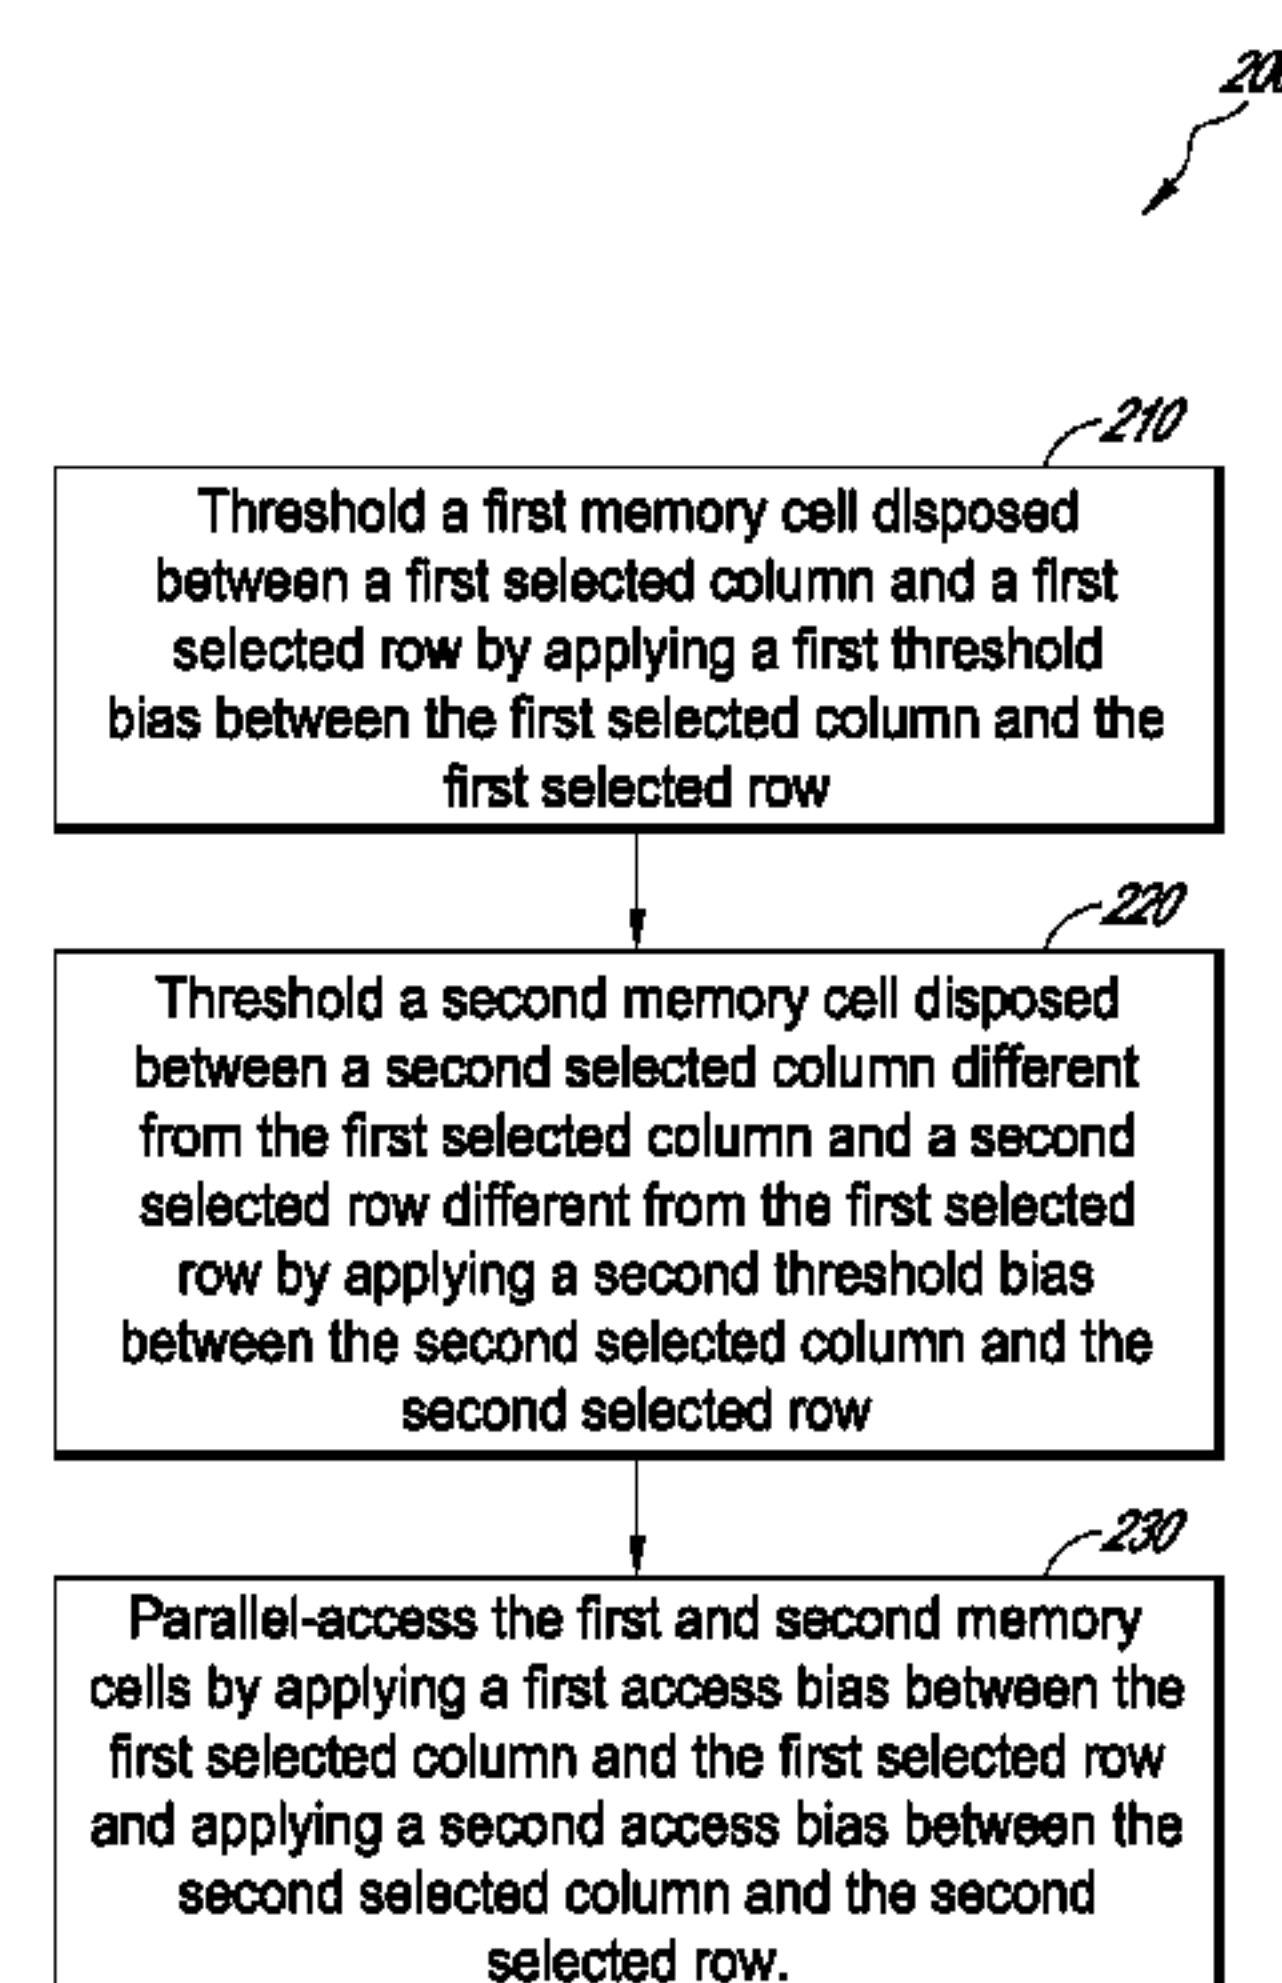 210
Threshold a first memory cell disposed
between a first selected column and a first
selected row by applying a first threshold
bias between the first selected column and the
first selected row
220
Threshold a second memory cell disposed
between a second selected column different
from the first selected column and a second
selected row different from the first selected
row by applying a second threshold bias
between the second selected column and the
second selected row
230
Parallel-access the first and second memory
cells by applying a first access bias between the
first selected column and the first selected row
and applying a second access bias between the
second selected column and the second
selected row.